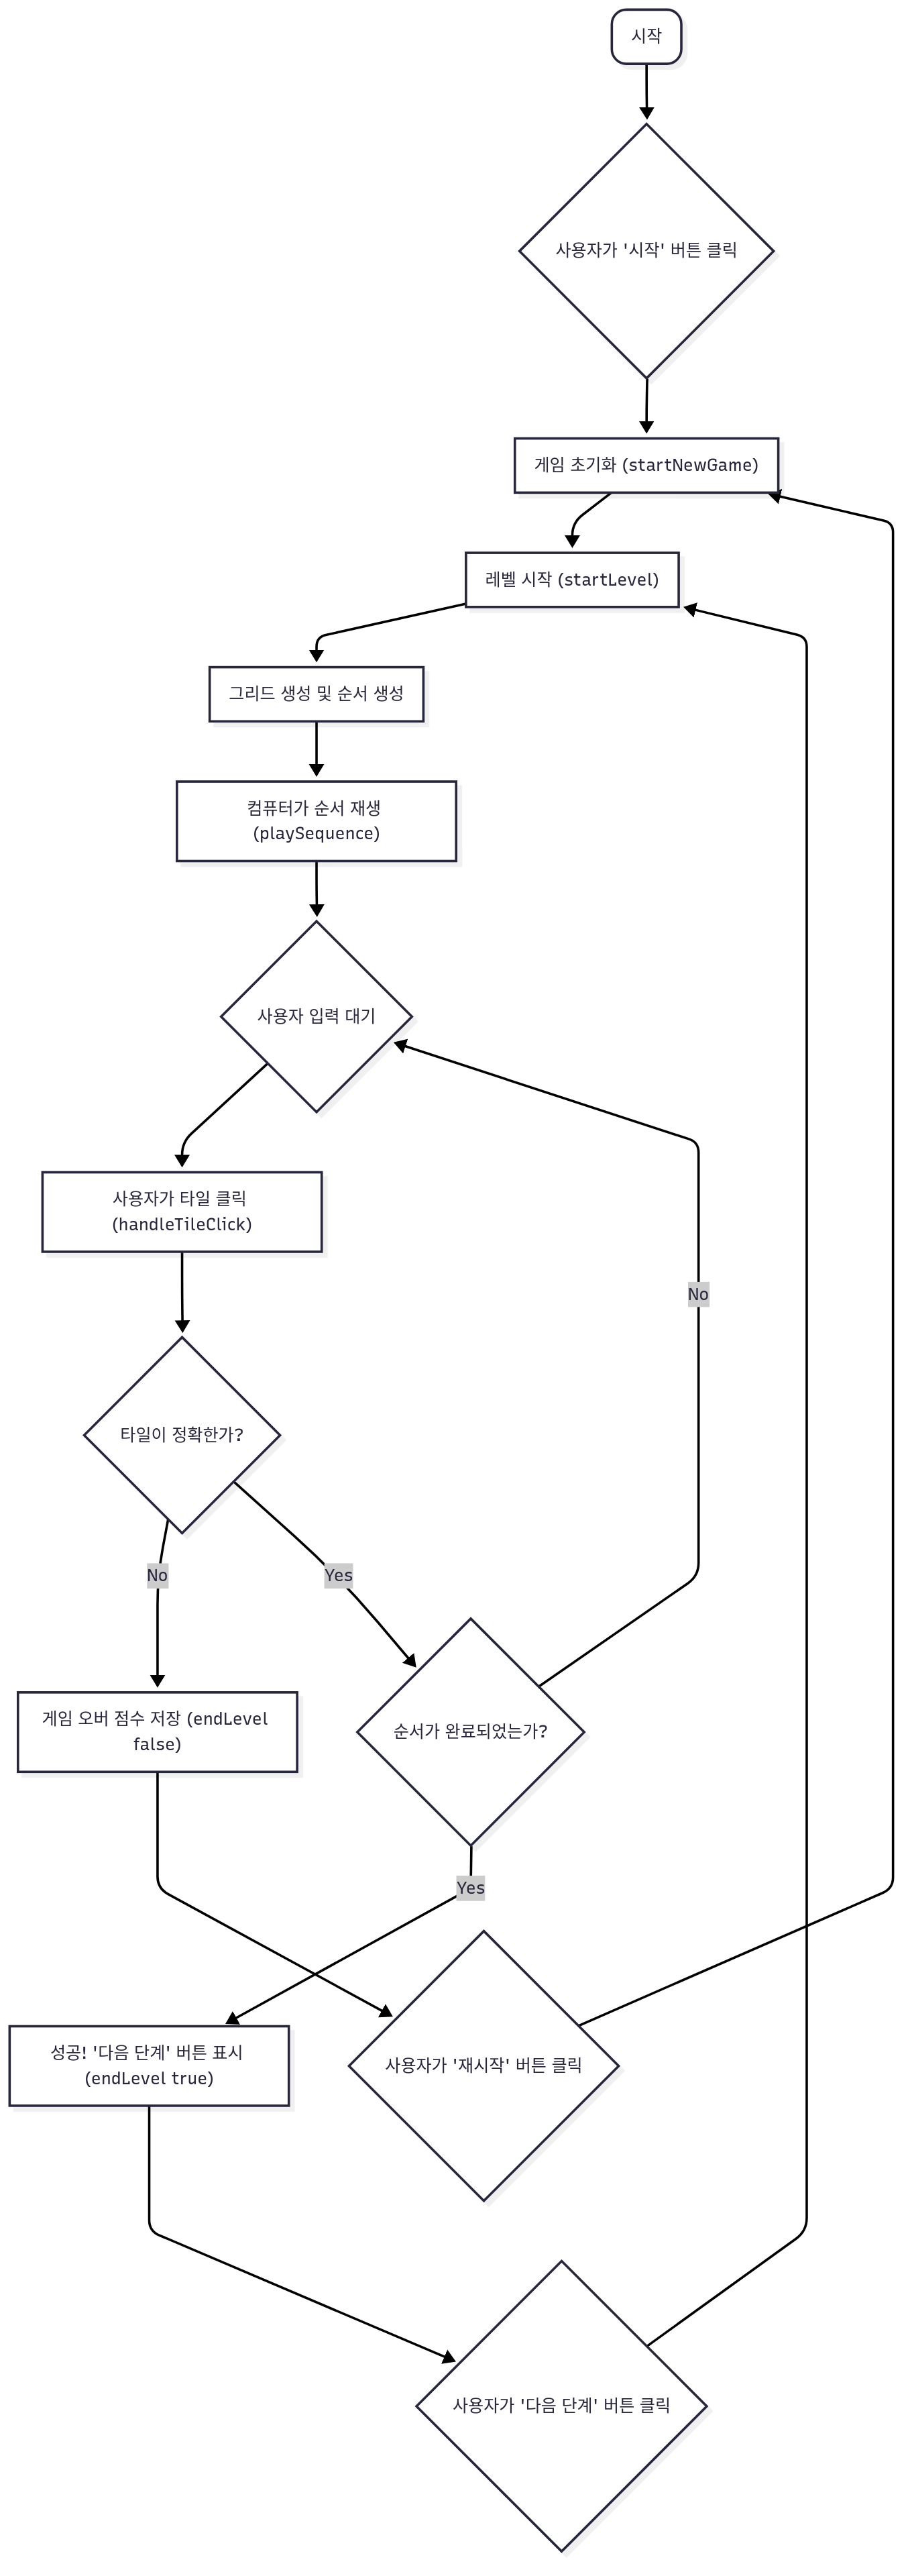 시작
사용자가 '시작' 버튼 클릭
게임 초기화 (startNewGame)
레벨 시작 (startLevel)
그리드 생성 및 순서 생성
컴퓨터가 순서 재생
(playSequence)
사용자 입력 대기
사용자가 타일 클릭
(handleTileClick)
No
타일이 정확한가?
No
Yes
게임 오버 점수 저장 (endLevel
false)
순서가 완료되었는가?
Yes
성공! '다음 단계' 버튼 표시
(endLevel true)
사용자가 '재시작' 버튼 클릭
사용자가 '다음 단계' 버튼 클릭